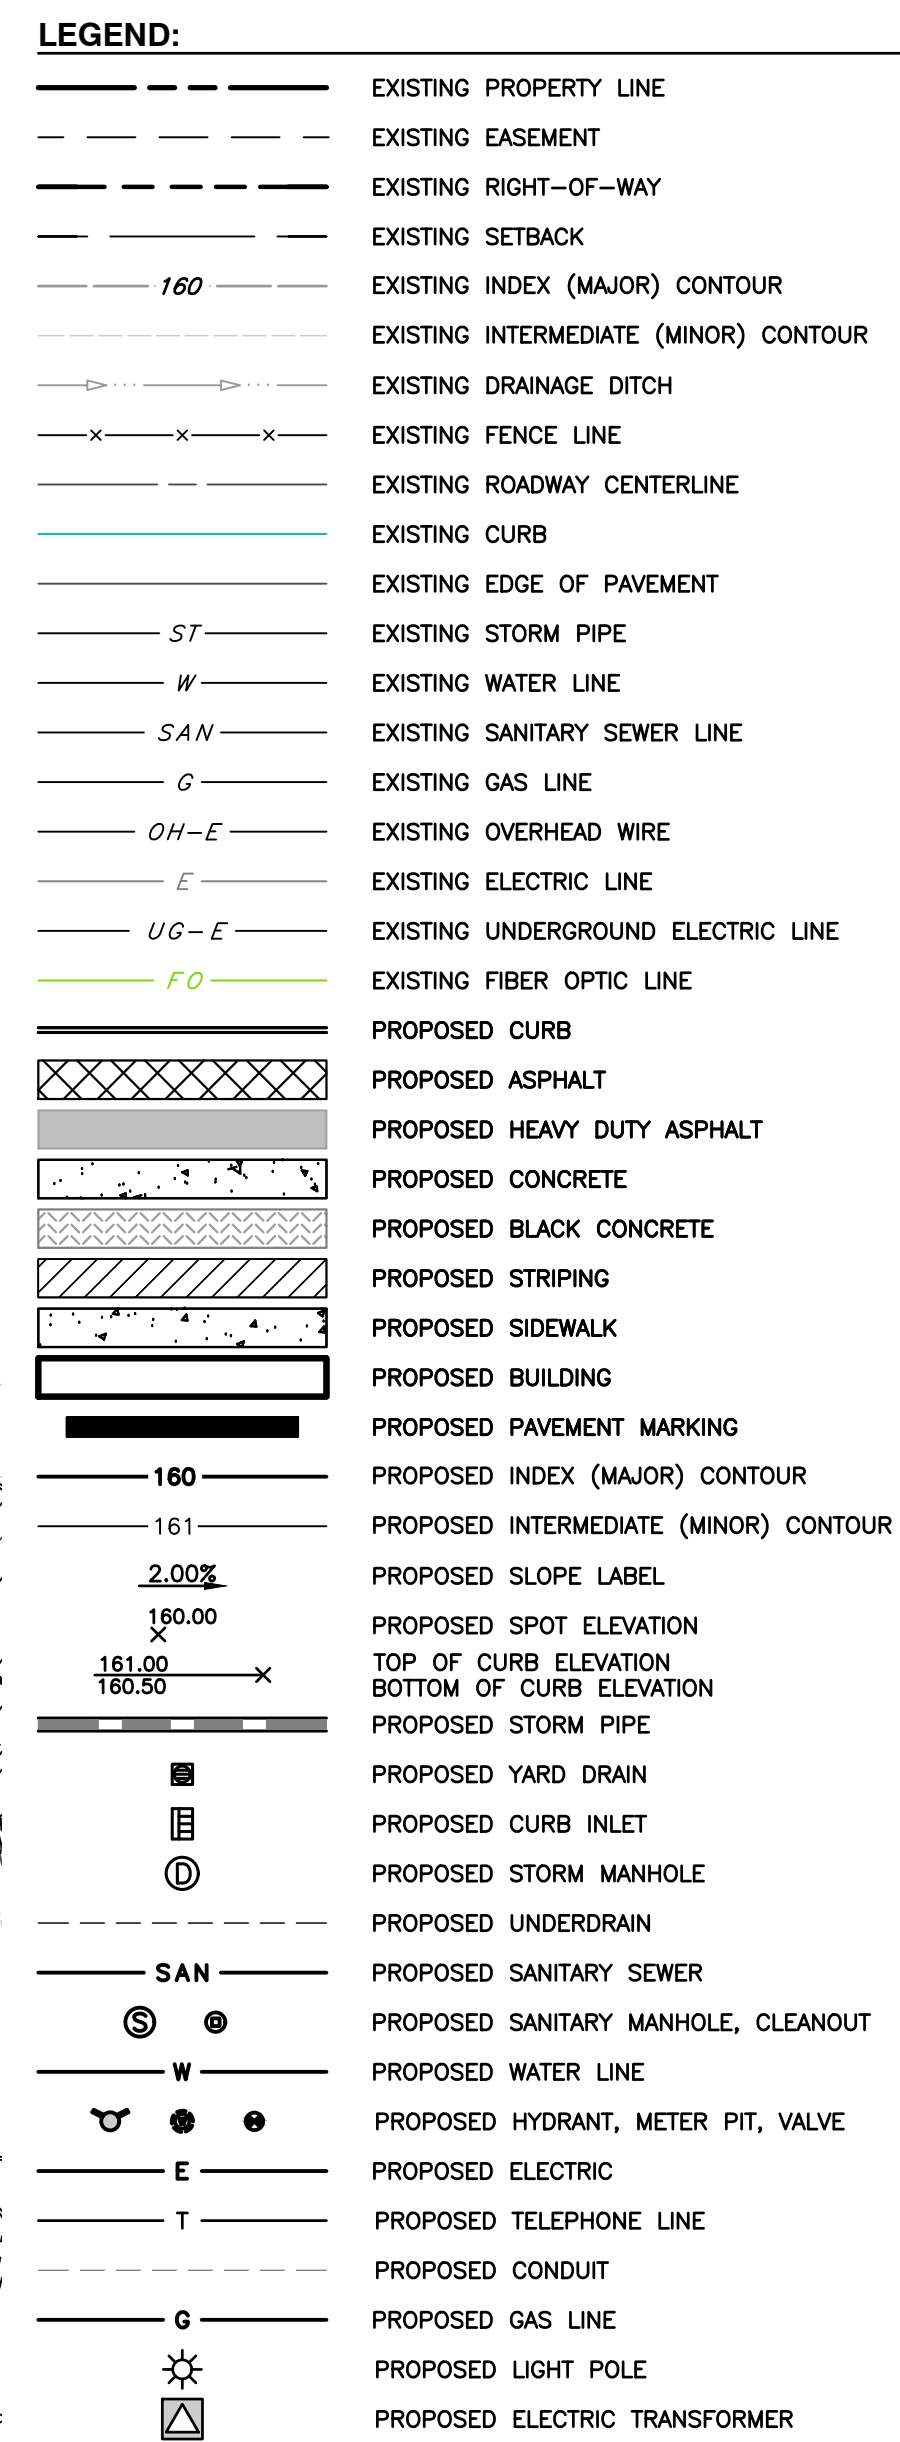 LEGEND:
EXISTING PROPERTY LINE
EXISTING EASEMENT
EXISTING RIGHT-OF-WAY
EXISTING SETBACK
160 EXISTING INDEX (MAJOR) CONTOUR
EXISTING INTERMEDIATE (MINOR) CONTOUR
EXISTING DRAINAGE DITCH
EXISTING FENCE LINE
EXISTING ROADWAY CENTERLINE
EXISTING CURB
EXISTING EDGE OF PAVEMENT
ST EXISTING STORM PIPE
W EXISTING WATER LINE
SAN EXISTING SANITARY SEWER LINE
G EXISTING GAS LINE
OH-E EXISTING OVERHEAD WIRE
E EXISTING ELECTRIC LINE
UG-E EXISTING UNDERGROUND ELECTRIC LINE
FO EXISTING FIBER OPTIC LINE
PROPOSED CURB
PROPOSED ASPHALT
PROPOSED HEAVY DUTY ASPHALT
PROPOSED CONCRETE
PROPOSED BLACK CONCRETE
PROPOSED STRIPING
PROPOSED SIDEWALK
PROPOSED BUILDING
PROPOSED PAVEMENT MARKING
160 PROPOSED INDEX (MAJOR) CONTOUR
161 PROPOSED INTERMEDIATE (MINOR) CONTOUR
2.00% PROPOSED SLOPE LABEL
160.00 PROPOSED SPOT ELEVATION
161.00 TOP OF CURB ELEVATION
160.50 BOTTOM OF CURB ELEVATION
PROPOSED STORM PIPE
PROPOSED YARD DRAIN
PROPOSED CURB INLET
D PROPOSED STORM MANHOLE
PROPOSED UNDERDRAIN
SAN PROPOSED SANITARY SEWER
S PROPOSED SANITARY MANHOLE, CLEANOUT
W PROPOSED WATER LINE
PROPOSED HYDRANT, METER PIT, VALVE
E PROPOSED ELECTRIC
T PROPOSED TELEPHONE LINE
PROPOSED CONDUIT
G PROPOSED GAS LINE
PROPOSED LIGHT POLE
PROPOSED ELECTRIC TRANSFORMER